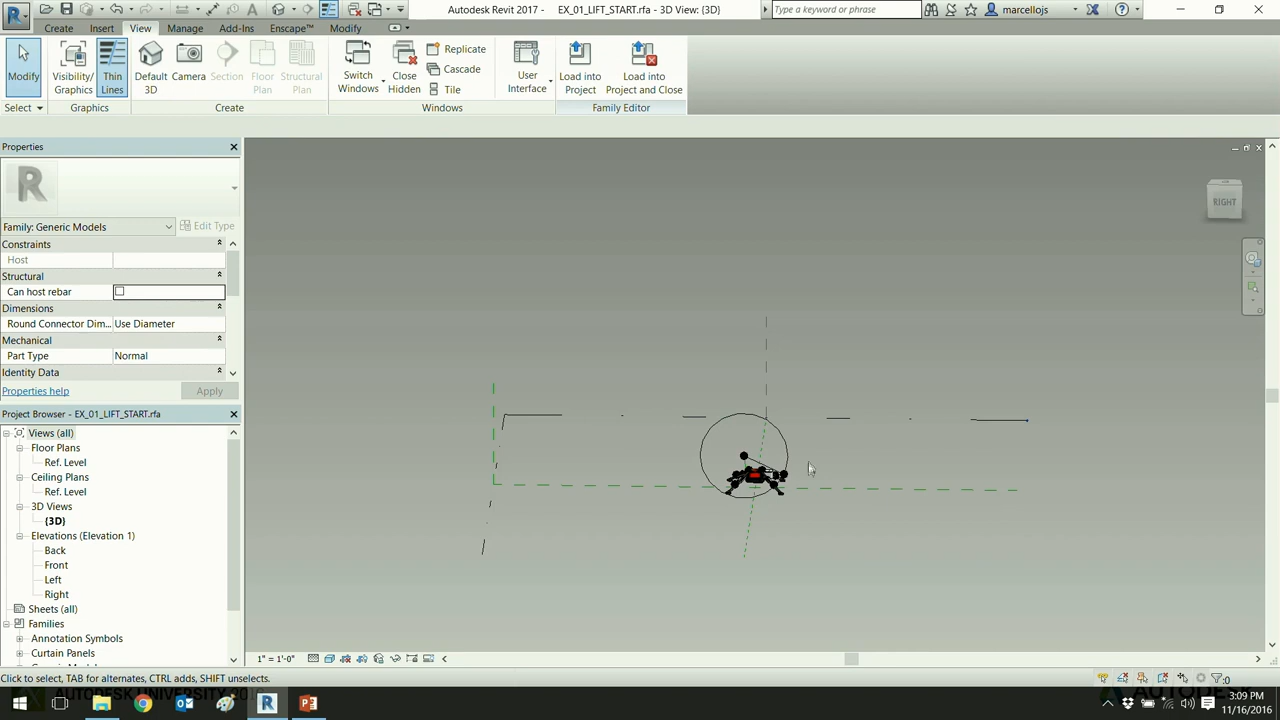 Autodesk Revit 2017 - EX_01_LIFT_START.rfa - 3D View: {3D}
Type a keyword or phrase
marcellojs
Create Insert View Manage Add-Ins Enscape™ Modify
Modify
Visibility/ Graphics
Thin Lines
Default 3D
Camera
Section
Floor Plan
Structural Plan
Switch Windows
Close Hidden
Replicate
Cascade
Tile
User Interface
Load into Project
Load into Project and Close
Select Graphics Create Windows Family Editor
Properties
R
Family: Generic Models Edit Type
Constraints
Host
Structural
Can host rebar
Dimensions
Round Connector Dim... Use Diameter
Mechanical
Part Type Normal
Identity Data
Properties help Apply
Project Browser - EX_01_LIFT_START.rfa
Views (all)
Floor Plans
Ref. Level
Ceiling Plans
Ref. Level
3D Views
{3D}
Elevations (Elevation 1)
Back
Front
Left
Right
Sheets (all)
Families
Annotation Symbols
Curtain Panels
RIGHT
1" = 1'-0"
Click to select, TAB for alternates, CTRL adds, SHIFT unselects.
:0
AUTODESK UNIVERSITY
3:09 PM
11/16/2016